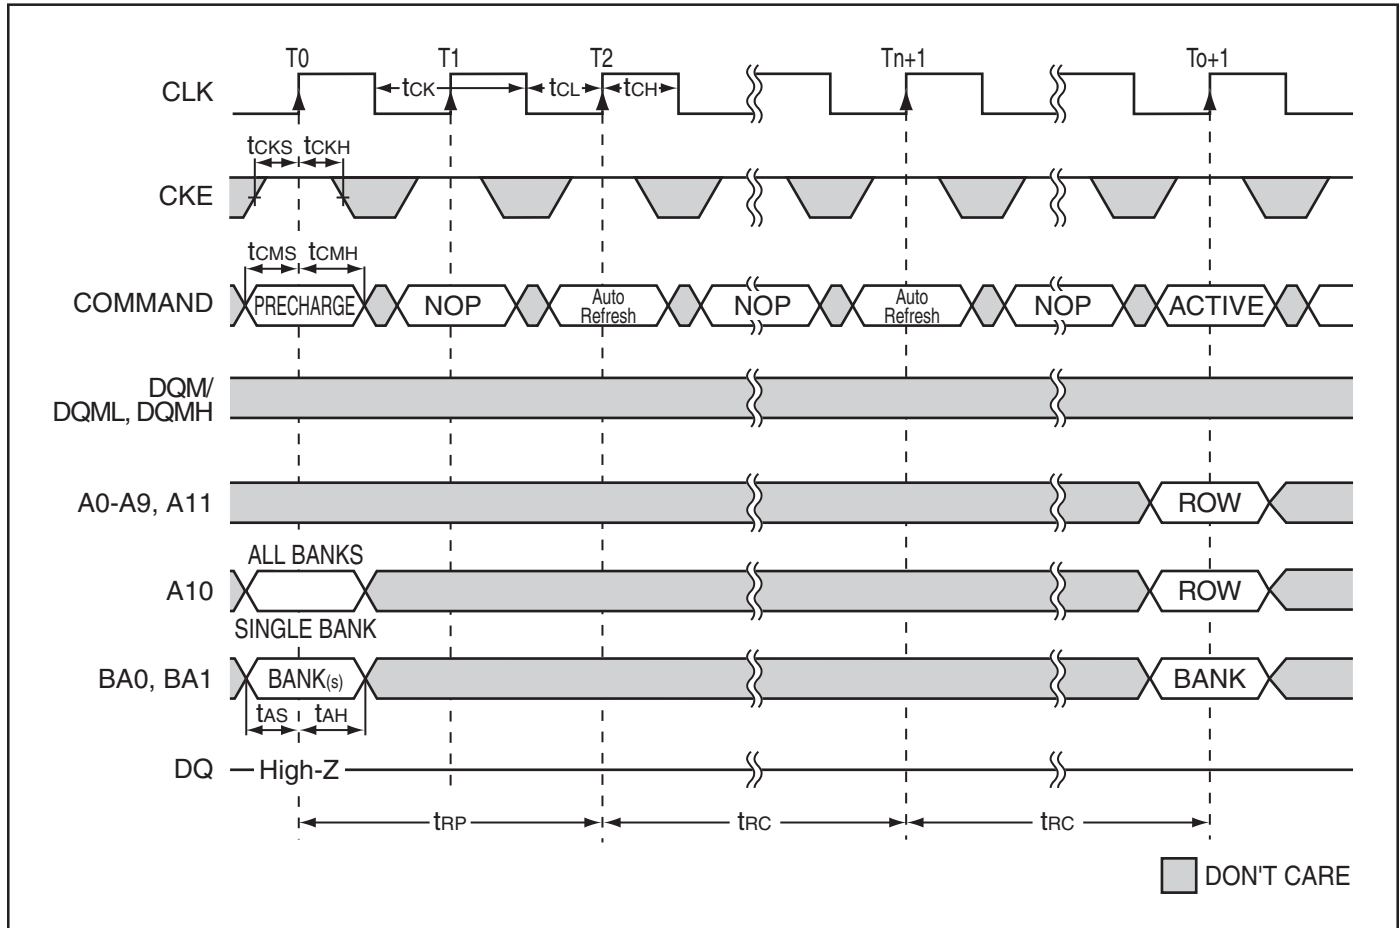 T0 T1 T2 Tn+1 To+1
CLK tCK tCL tCH
tCKS tCKH
CKE
tCMS tCMH
COMMAND PRECHARGE NOP Auto Refresh NOP Auto Refresh NOP ACTIVE
DQM/
DQML, DQMH
A0-A9, A11 ROW
ALL BANKS
A10 ROW
SINGLE BANK
BA0, BA1 BANK(s) BANK
tAS tAH
DQ High-Z
tRP tRC tRC
DON'T CARE